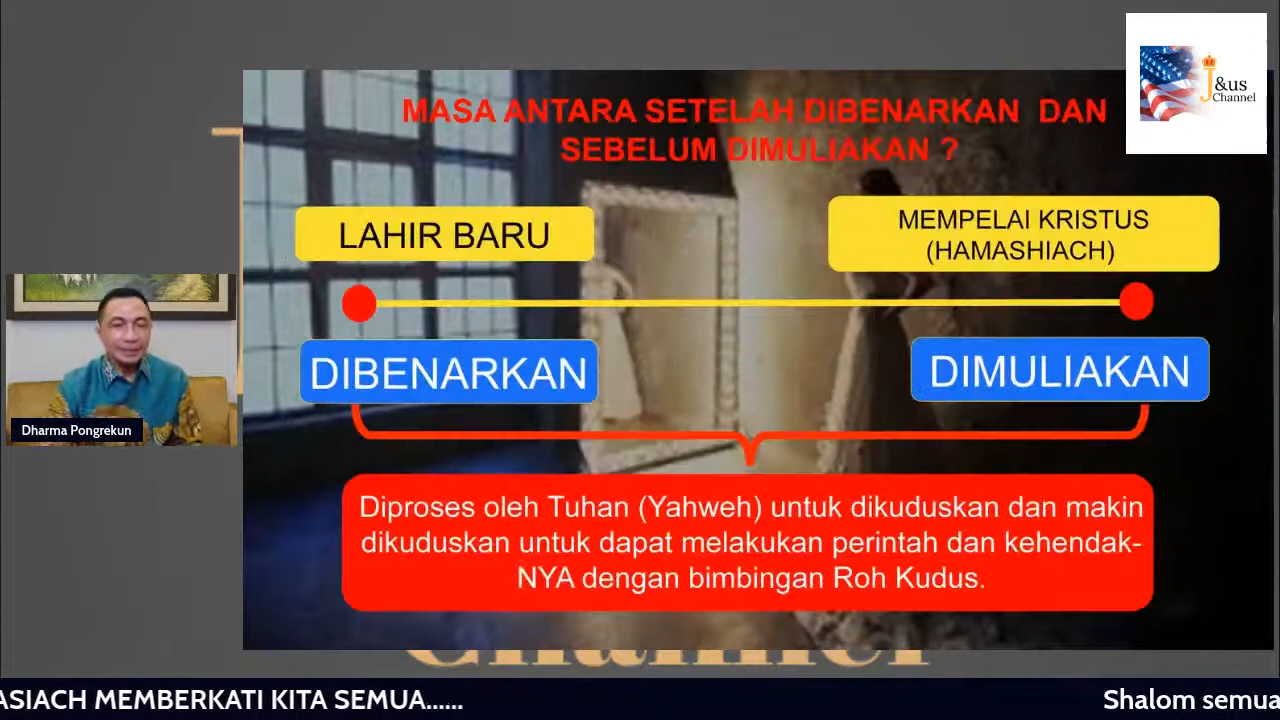 J&us
Channel
MASA ANTARA SETELAH DIBENARKAN DAN
SEBELUM DIMULIAKAN ?
LAHIR BARU
MEMPELAI KRISTUS
(HAMASHIACH)
DIBENARKAN
DIMULIAKAN
Dharma Pongrekun
Diproses oleh Tuhan (Yahweh) untuk dikuduskan dan makin
dikuduskan untuk dapat melakukan perintah dan kehendak-
NYA dengan bimbingan Roh Kudus.
Channel
ASIACH MEMBERKATI KITA SEMUA......
Shalom semua